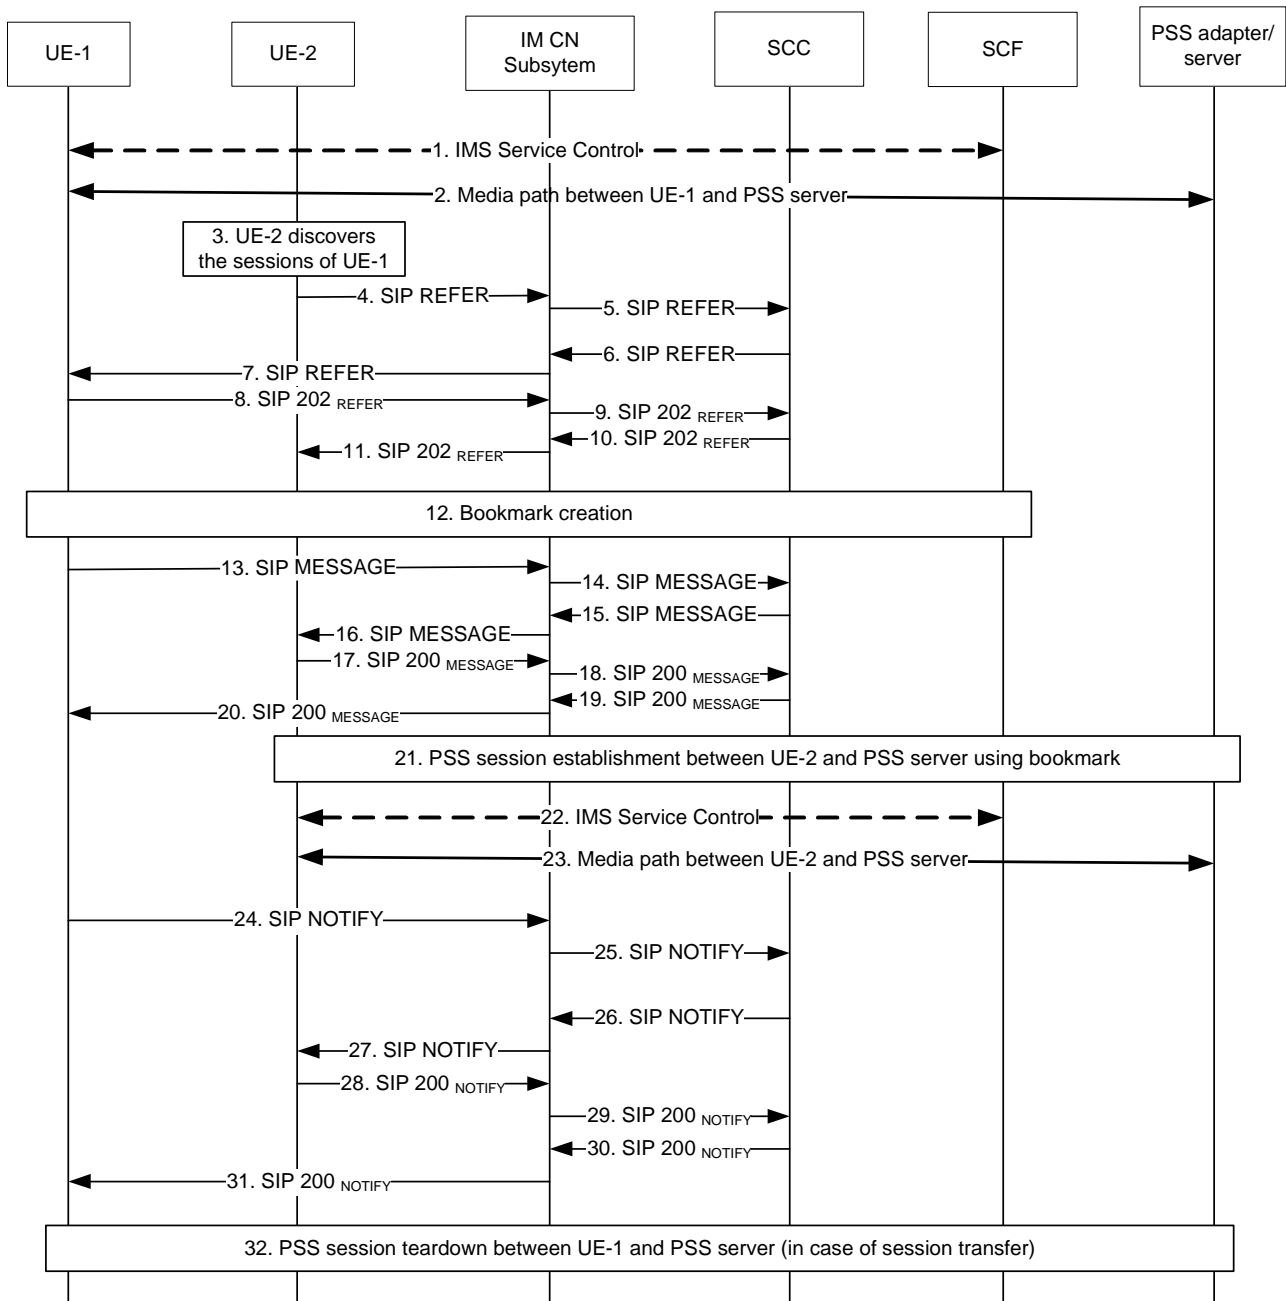 UE-1
UE-2
IM CN
Subsytem
SCC
SCF
PSS adapter/
server
1. IMS Service Control
2. Media path between UE-1 and PSS server
3. UE-2 discovers
the sessions of UE-1
4. SIP REFER
5. SIP REFER
6. SIP REFER
7. SIP REFER
8. SIP 202 REFER
9. SIP 202 REFER
10. SIP 202 REFER
11. SIP 202 REFER
12. Bookmark creation
13. SIP MESSAGE
14. SIP MESSAGE
15. SIP MESSAGE
16. SIP MESSAGE
17. SIP 200 MESSAGE
18. SIP 200 MESSAGE
19. SIP 200 MESSAGE
20. SIP 200 MESSAGE
21. PSS session establishment between UE-2 and PSS server using bookmark
22. IMS Service Control
23. Media path between UE-2 and PSS server
24. SIP NOTIFY
25. SIP NOTIFY
26. SIP NOTIFY
27. SIP NOTIFY
28. SIP 200 NOTIFY
29. SIP 200 NOTIFY
30. SIP 200 NOTIFY
31. SIP 200 NOTIFY
32. PSS session teardown between UE-1 and PSS server (in case of session transfer)